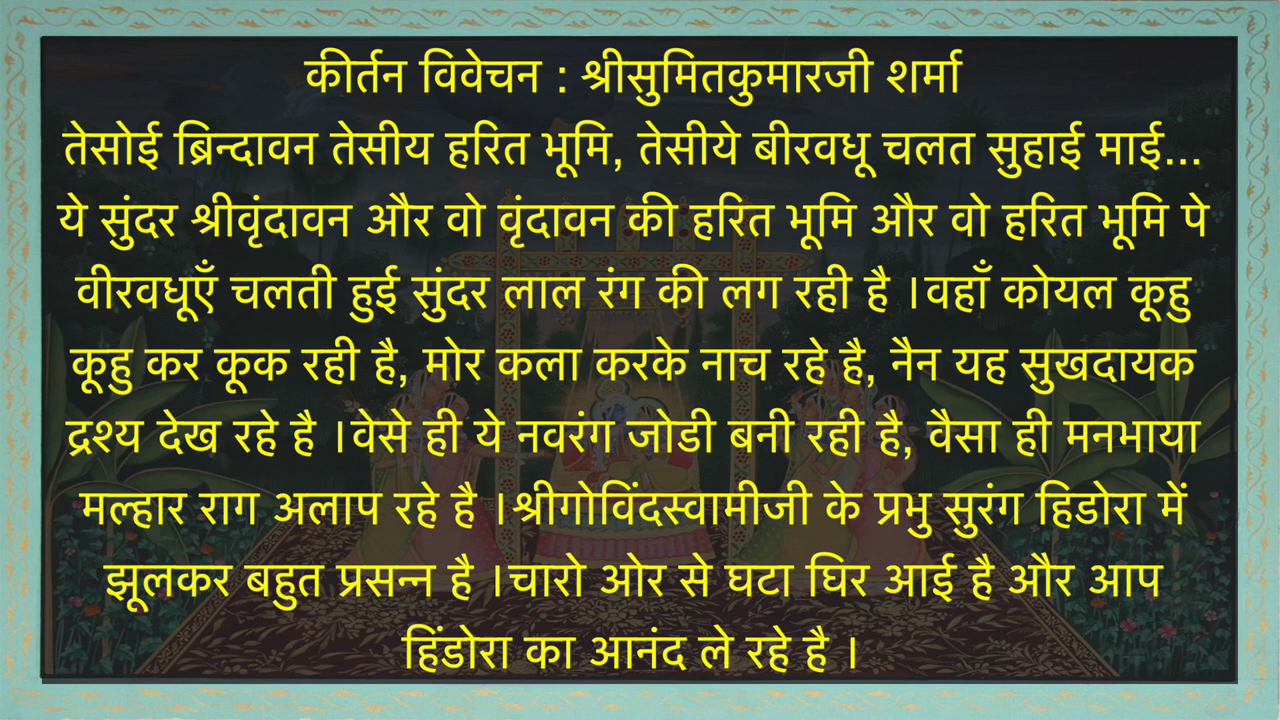 कीर्तन विवेचन : श्रीसुमितकुमारजी शर्मा
तेसोई ब्रिन्दावन तेसीय हरित भूमि, तेसीये बीरवधू चलत सुहाई माई...
ये सुंदर श्रीवृंदावन और वो वृंदावन की हरित भूमि और वो हरित भूमि पे
वीरवधूएँ चलती हुई सुंदर लाल रंग की लग रही है ।वहाँ कोयल कूहु
कूहु कर कूक रही है, मोर कला करके नाच रहे है, नैन यह सुखदायक
द्रश्य देख रहे है ।वेसे ही ये नवरंग जोडी बनी रही है, वैसा ही मनभाया
मल्हार राग अलाप रहे है ।श्रीगोविंदस्वामीजी के प्रभु सुरंग हिडोरा में
झूलकर बहुत प्रसन्न है ।चारो ओर से घटा घिर आई है और आप
हिंडोरा का आनंद ले रहे है ।